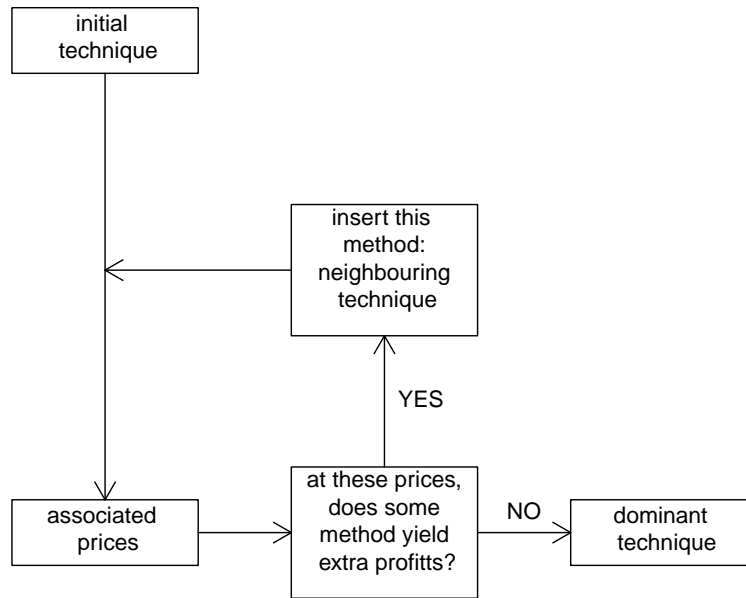 initial
technique
insert this
method:
neighbouring
technique
YES
associated
prices
at these prices,
does some
method yield
extra profitts?
NO
dominant
technique